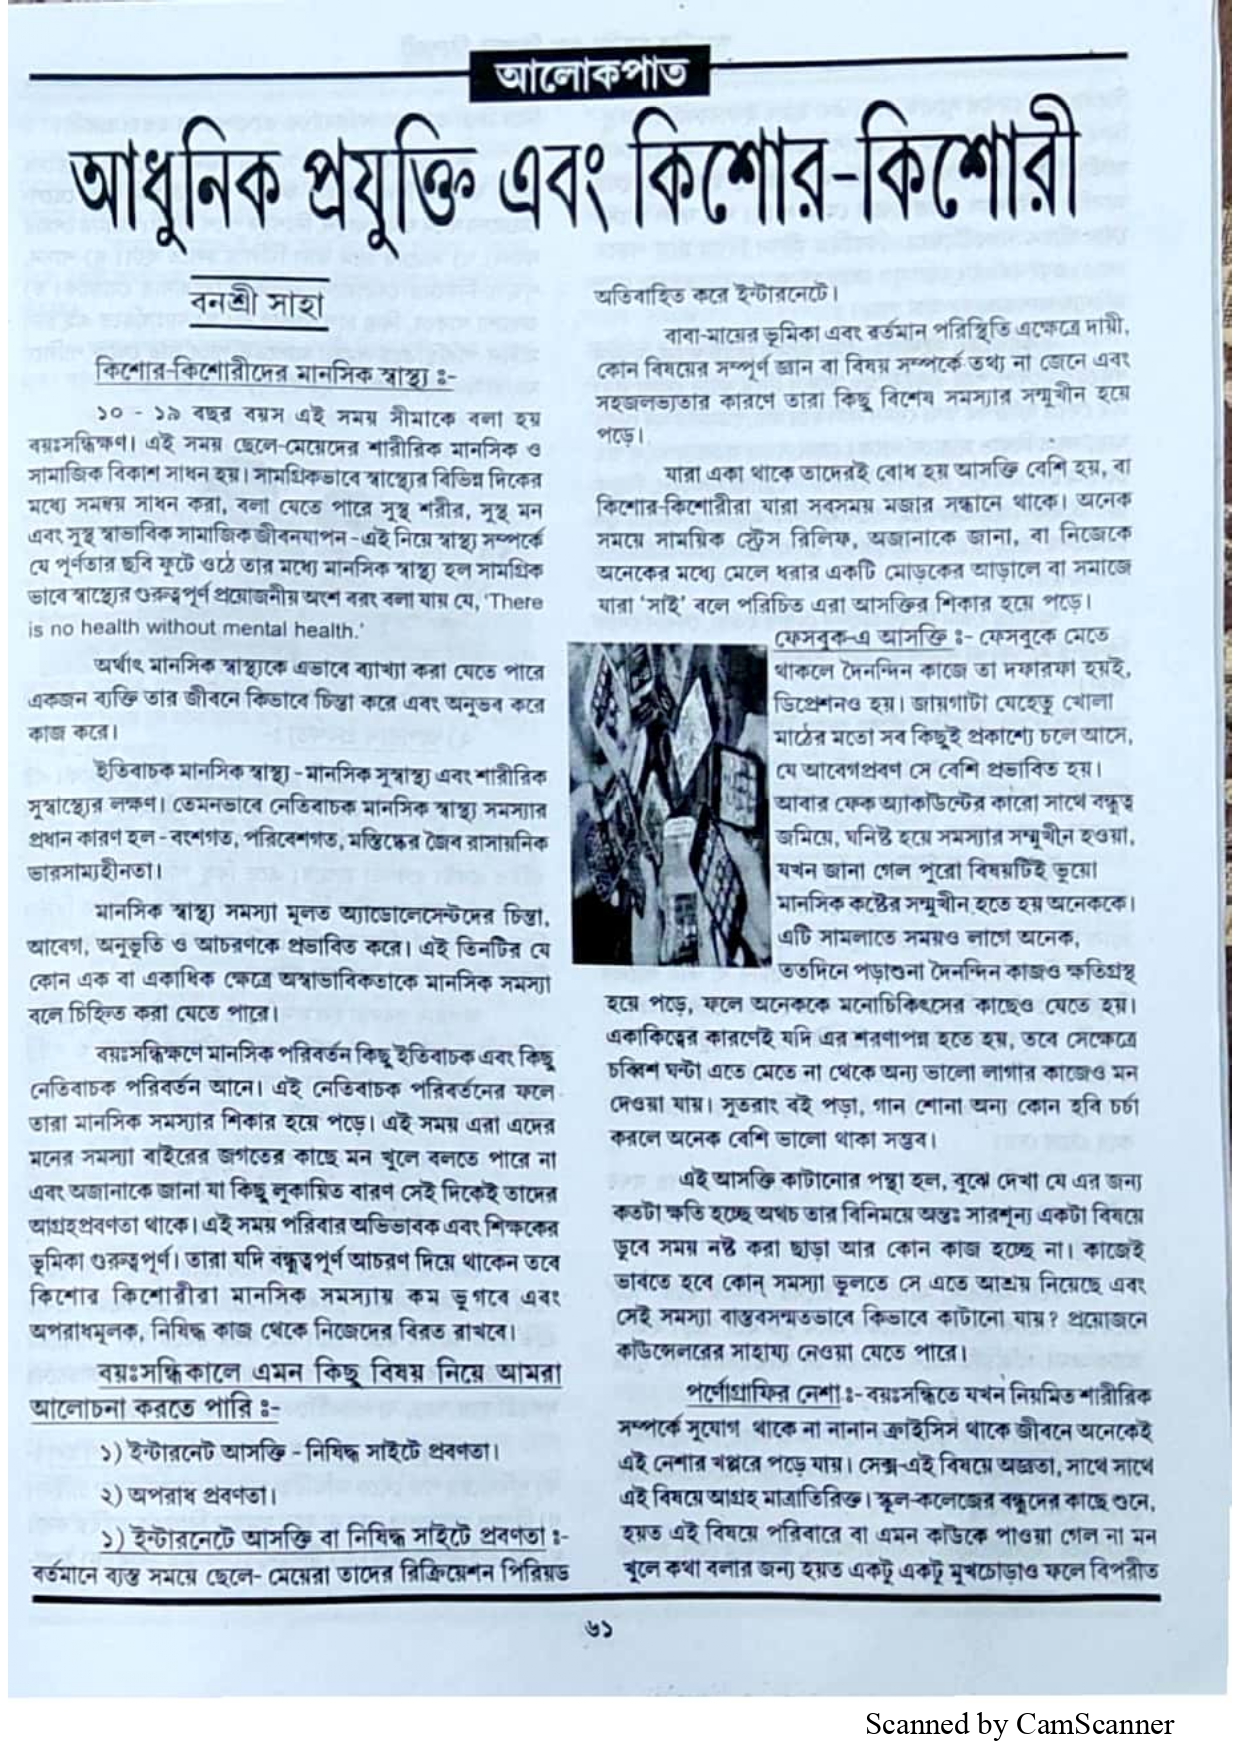 আলোকপাত
আধুনিক প্রযুক্তি এবং কিশোর-কিশোরী
বনশ্রী সাহা
কিশোর-কিশোরীদের মানসিক স্বাস্থ্য ঃ-
১০ - ১৯ বছর বয়স এই সময় সীমাকে বলা হয়
বয়ঃসন্ধিক্ষণ। এই সময় ছেলে-মেয়েদের শারীরিক মানসিক ও
সামাজিক বিকাশ সাধন হয়। সামগ্রিকভাবে স্বাস্থ্যের বিভিন্ন দিকের
মধ্যে সমন্বয় সাধন করা, বলা যেতে পারে সুস্থ শরীর, সুস্থ মন
এবং সুস্থ স্বাভাবিক সামাজিক জীবনযাপন - এই নিয়ে স্বাস্থ্য সম্পর্কে
যে পূর্ণতার ছবি ফুটে ওঠে তার মধ্যে মানসিক স্বাস্থ্য হল সামগ্রিক
ভাবে স্বাস্থ্যের গুরুত্বপূর্ণ প্রয়োজনীয় অংশ বরং বলা যায় যে, 'There
is no health without mental health.'
অর্থাৎ মানসিক স্বাস্থ্যকে এভাবে ব্যাখ্যা করা যেতে পারে
একজন ব্যক্তি তার জীবনে কিভাবে চিন্তা করে এবং অনুভব করে
কাজ করে।
ইতিবাচক মানসিক স্বাস্থ্য - মানসিক সুস্বাস্থ্য এবং শারীরিক
সুস্বাস্থ্যের লক্ষণ। তেমনভাবে নেতিবাচক মানসিক স্বাস্থ্য সমস্যার
প্রধান কারণ হল - বংশগত, পরিবেশগত, মস্তিষ্কের জৈব রাসায়নিক
ভারসাম্যহীনতা।
মানসিক স্বাস্থ্য সমস্যা মূলত অ্যাডোলেসেন্টদের চিন্তা,
আবেগ, অনুভূতি ও আচরণকে প্রভাবিত করে। এই তিনটির যে
কোন এক বা একাধিক ক্ষেত্রে অস্বাভাবিকতাকে মানসিক সমস্যা
বলে চিহ্নিত করা যেতে পারে।
বয়ঃসন্ধিক্ষণে মানসিক পরিবর্তন কিছু ইতিবাচক এবং কিছু
নেতিবাচক পরিবর্তন আনে। এই নেতিবাচক পরিবর্তনের ফলে
তারা মানসিক সমস্যার শিকার হয়ে পড়ে। এই সময় এরা এদের
মনের সমস্যা বাইরের জগতের কাছে মন খুলে বলতে পারে না
এবং অজানাকে জানা যা কিছু লুকায়িত বারণ সেই দিকেই তাদের
আগ্রহপ্রবণতা থাকে। এই সময় পরিবার অভিভাবক এবং শিক্ষকের
ভূমিকা গুরুত্বপূর্ণ। তারা যদি বন্ধুত্বপূর্ণ আচরণ দিয়ে থাকেন তবে
কিশোর কিশোরীরা মানসিক সমস্যায় কম ভুগবে এবং
অপরাধমূলক, নিষিদ্ধ কাজ থেকে নিজেদের বিরত রাখবে।
বয়ঃসন্ধিকালে এমন কিছু বিষয় নিয়ে আমরা
আলোচনা করতে পারি ঃ-
১) ইন্টারনেট আসক্তি - নিষিদ্ধ সাইটে প্রবণতা।
২) অপরাধ প্রবণতা।
১) ইন্টারনেটে আসক্তি বা নিষিদ্ধ সাইটে প্রবণতা ঃ-
বর্তমানে ব্যস্ত সময়ে ছেলে- মেয়েরা তাদের রিক্রিয়েশন পিরিয়ড
অতিবাহিত করে ইন্টারনেটে।
বাবা-মায়ের ভূমিকা এবং বর্তমান পরিস্থিতি এক্ষেত্রে দায়ী,
কোন বিষয়ের সম্পূর্ণ জ্ঞান বা বিষয় সম্পর্কে তথ্য না জেনে এবং
সহজলভ্যতার কারণে তারা কিছু বিশেষ সমস্যার সম্মুখীন হয়ে
পড়ে।
যারা একা থাকে তাদেরই বোধ হয় আসক্তি বেশি হয়, বা
কিশোর-কিশোরীরা যারা সবসময় মজার সন্ধানে থাকে। অনেক
সময়ে সাময়িক স্ট্রেস রিলিফ, অজানাকে জানা, বা নিজেকে
অনেকের মধ্যে মেলে ধরার একটি মোড়কের আড়ালে বা সমাজে
যারা 'সাই' বলে পরিচিত এরা আসক্তির শিকার হয়ে পড়ে।
ফেসবুক-এ আসক্তি ঃ- ফেসবুকে মেতে
থাকলে দৈনন্দিন কাজে তা দফারফা হয়ই,
ডিপ্রেশনও হয়। জায়গাটা যেহেতু খোলা
মাঠের মতো সব কিছুই প্রকাশ্যে চলে আসে,
যে আবেগপ্রবণ সে বেশি প্রভাবিত হয়।
আবার ফেক অ্যাকাউন্টের কারো সাথে বন্ধুত্ব
জমিয়ে, ঘনিষ্ট হয়ে সমস্যার সম্মুখীন হওয়া,
যখন জানা গেল পুরো বিষয়টিই ভুয়ো
মানসিক কষ্টের সম্মুখীন হতে হয় অনেককে।
এটি সামলাতে সময়ও লাগে অনেক,
ততদিনে পড়াশুনা দৈনন্দিন কাজও ক্ষতিগ্রস্থ
হয়ে পড়ে, ফলে অনেককে মনোচিকিৎসের কাছেও যেতে হয়।
একাকিত্বের কারণেই যদি এর শরণাপন্ন হতে হয়, তবে সেক্ষেত্রে
চব্বিশ ঘন্টা এতে মেতে না থেকে অন্য ভালো লাগার কাজেও মন
দেওয়া যায়। সুতরাং বই পড়া, গান শোনা অন্য কোন হবি চর্চা
করলে অনেক বেশি ভালো থাকা সম্ভব।
এই আসক্তি কাটানোর পন্থা হল, বুঝে দেখা যে এর জন্য
কতটা ক্ষতি হচ্ছে অথচ তার বিনিময়ে অন্তঃ সারশূন্য একটা বিষয়ে
ডুবে সময় নষ্ট করা ছাড়া আর কোন কাজ হচ্ছে না। কাজেই
ভাবতে হবে কোন্ সমস্যা ভুলতে সে এতে আশ্রয় নিয়েছে এবং
সেই সমস্যা বাস্তবসম্মতভাবে কিভাবে কাটানো যায়? প্রয়োজনে
কাউন্সেলরের সাহায্য নেওয়া যেতে পারে।
পর্ণোগ্রাফির নেশা ঃ- বয়ঃসন্ধিতে যখন নিয়মিত শারীরিক
সম্পর্কে সুযোগ থাকে না নানান ক্রাইসিস থাকে জীবনে অনেকেই
এই নেশার খপ্পরে পড়ে যায়। সেক্স-এই বিষয়ে অজ্ঞতা, সাথে সাথে
এই বিষয়ে আগ্রহ মাত্রাতিরিক্ত। স্কুল-কলেজের বন্ধুদের কাছে শুনে,
হয়ত এই বিষয়ে পরিবারে বা এমন কাউকে পাওয়া গেল না মন
খুলে কথা বলার জন্য হয়ত একটু একটু মুখচোড়াও ফলে বিপরীত
৬১
Scanned by CamScanner